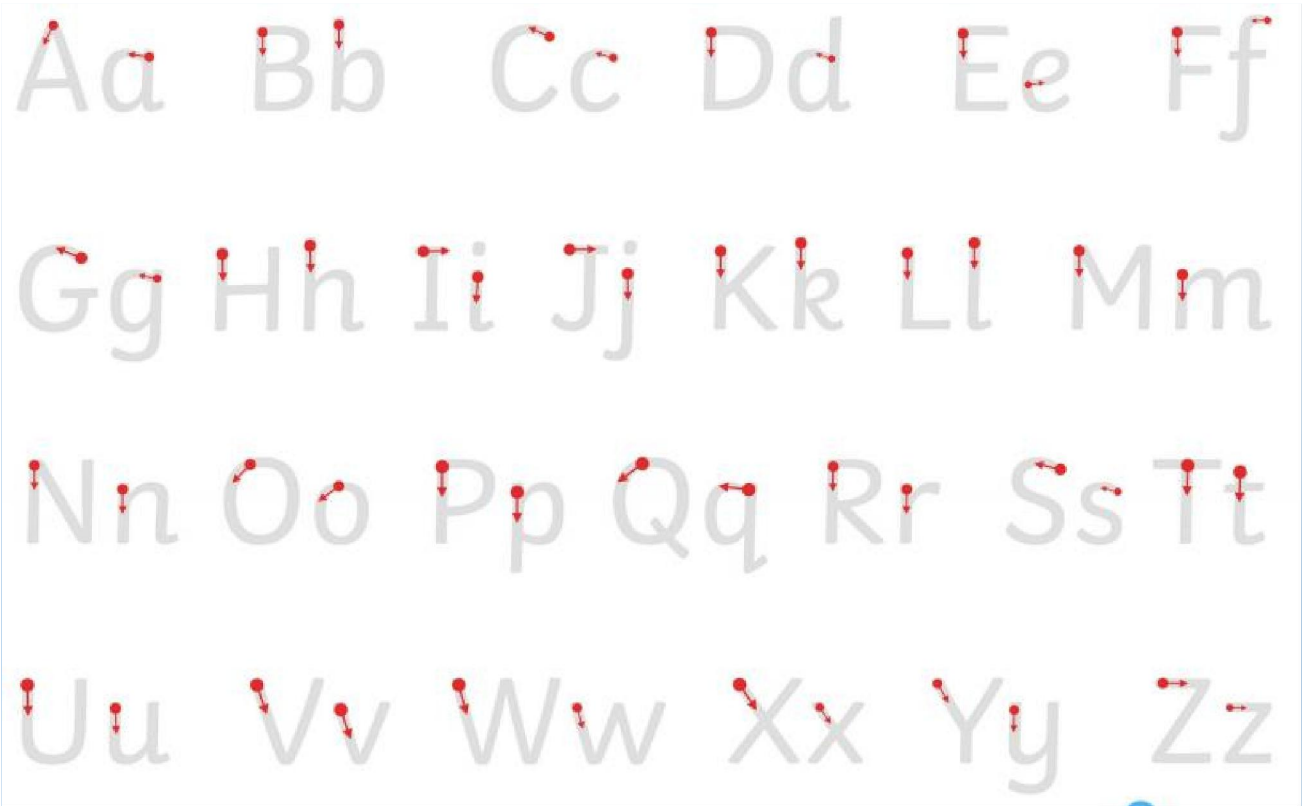 Aa Bb Cc Dd Ee Ff
Gg Hh Ii Jj Kk Ll Mm
Nn Oo Pp Qq Rr Ss Tt
Uu Vv Ww Xx Yy Zz